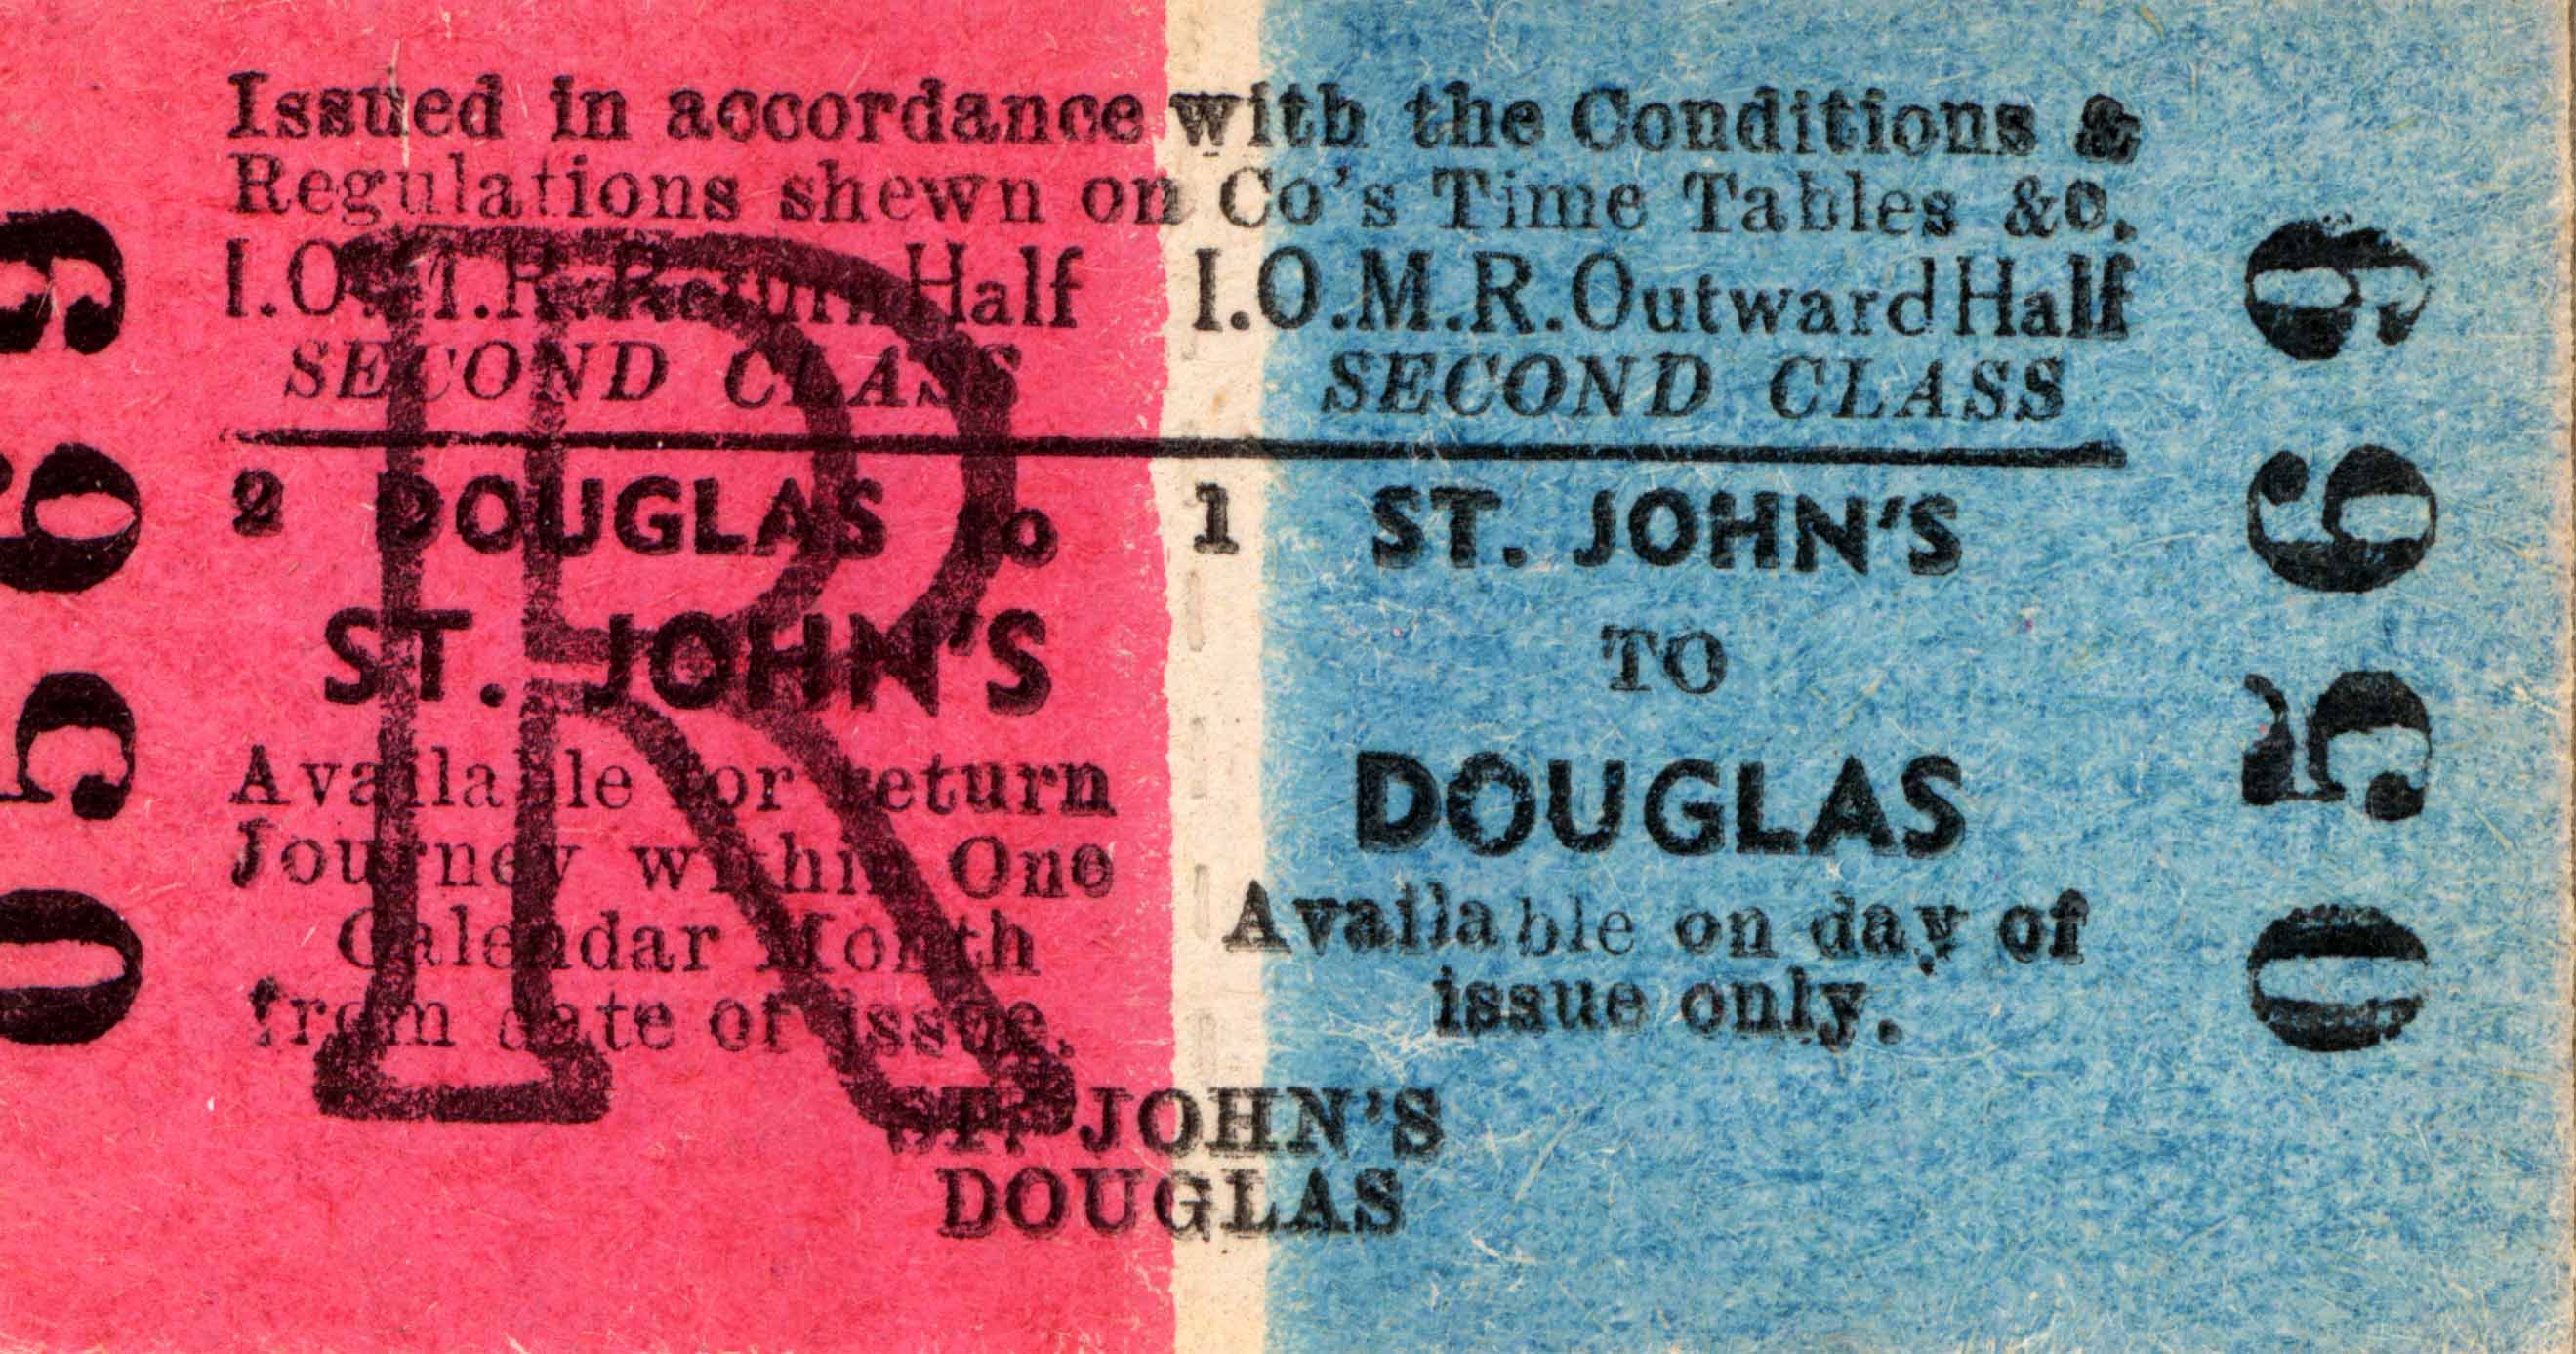 Issued in accordance with the Conditions &
Regulations shewn on Co's Time Tables &c.
I.O.M.R. Return Half
SECOND CLASS
2 DOUGLAS To
ST. JOHN'S
Available for return
Journey within One
Calendar Month
from date of issue.
R
0569
I.O.M.R. Outward Half
SECOND CLASS
1 ST. JOHN'S
TO
DOUGLAS
Available on day of
issue only.
0569
ST. JOHN'S
DOUGLAS